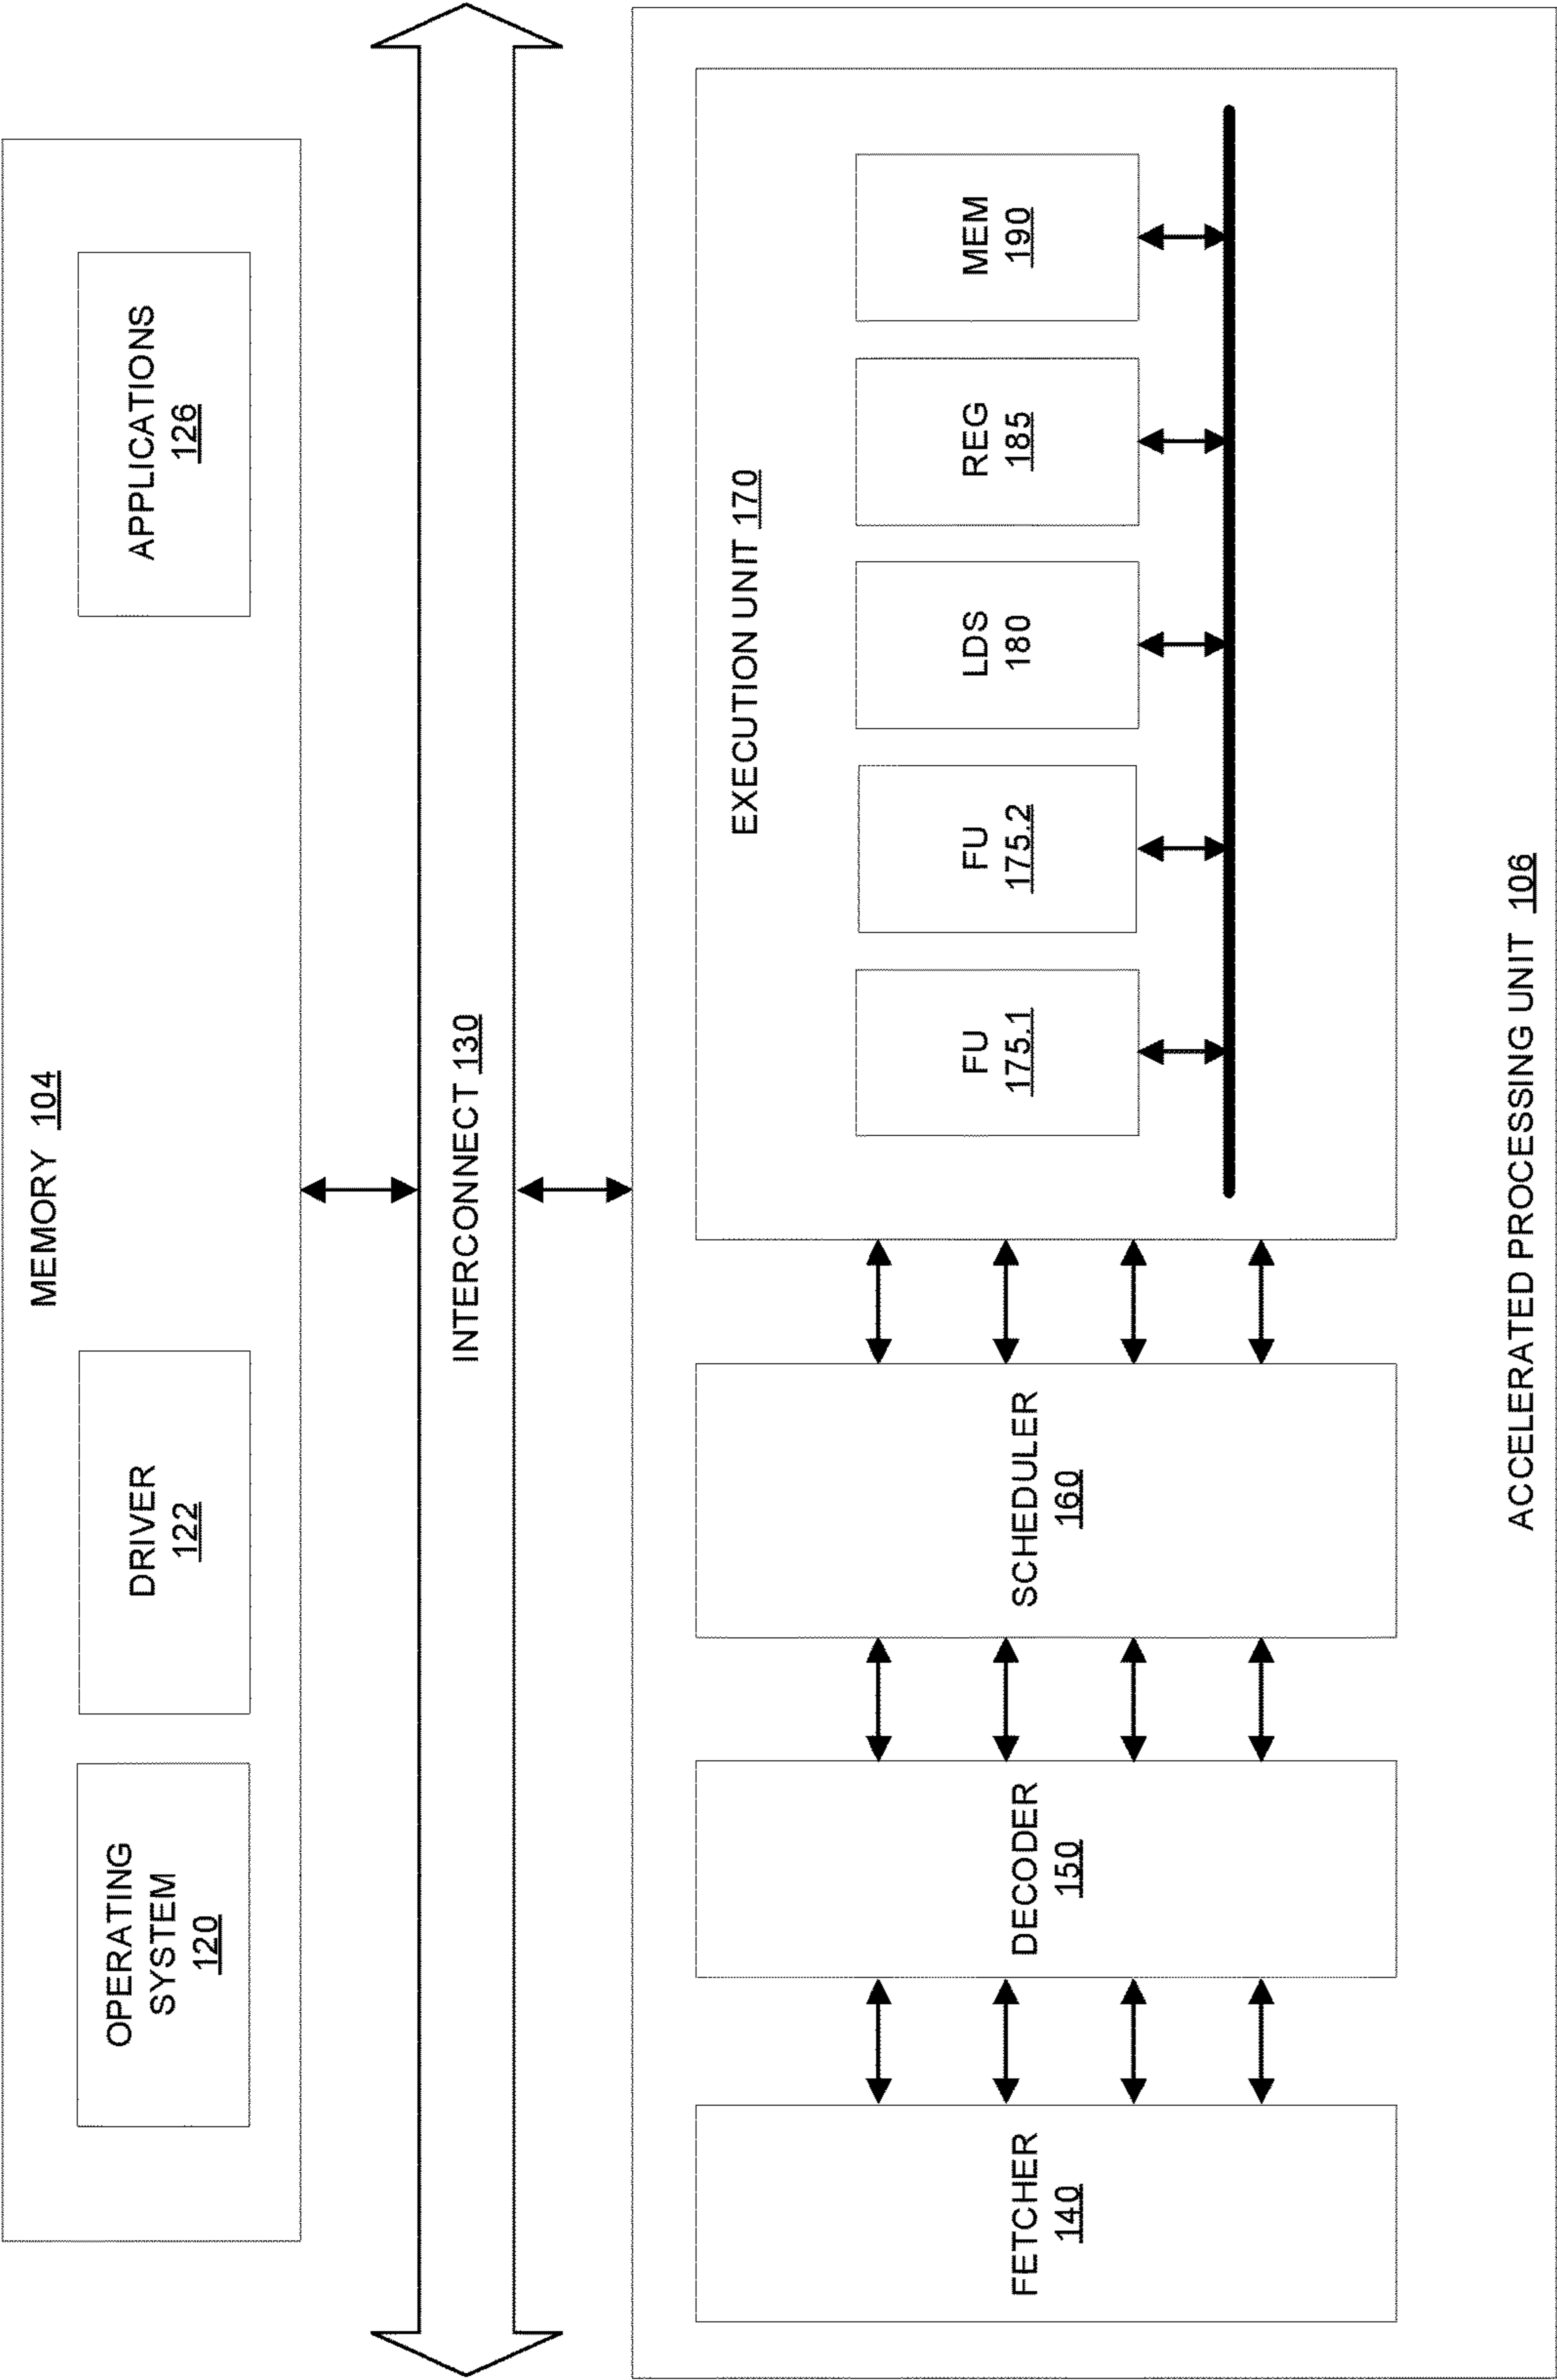 MEMORY 104
OPERATING
SYSTEM
120
DRIVER
122
APPLICATIONS
126
INTERCONNECT 130
FETCHER
140
DECODER
150
SCHEDULER
160
EXECUTION UNIT 170
FU
175.1
FU
175.2
LDS
180
REG
185
MEM
190
ACCELERATED PROCESSING UNIT 106